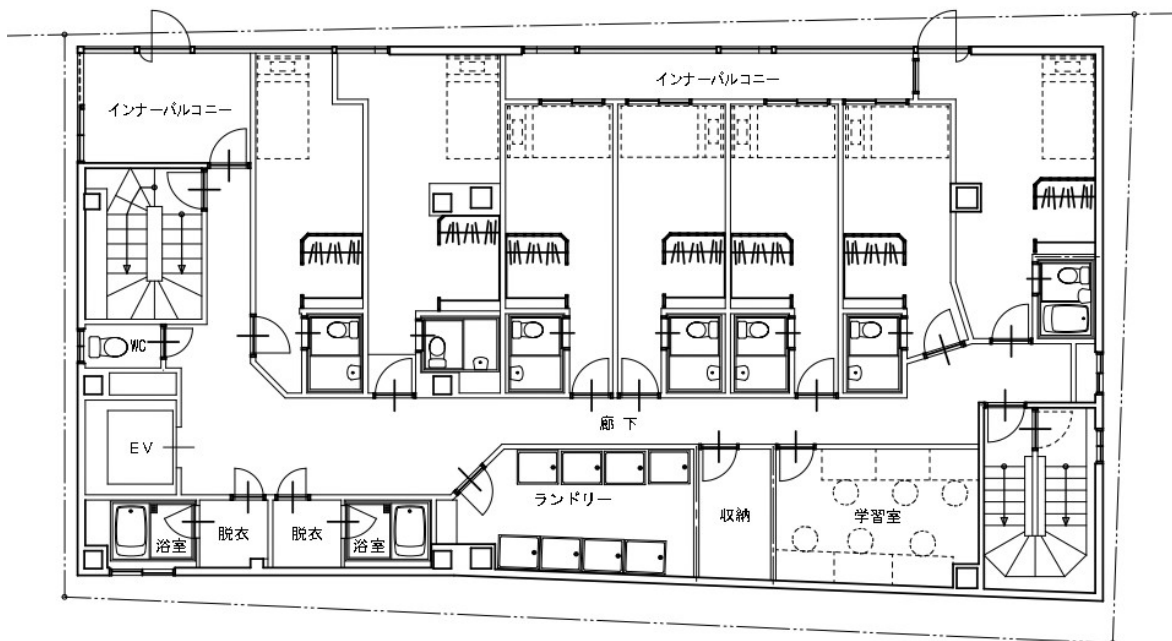 インナーバルコニー
インナーバルコニー
WC
EV
廊下
ランドリー
収納
学習室
浴室
脱衣
脱衣
浴室